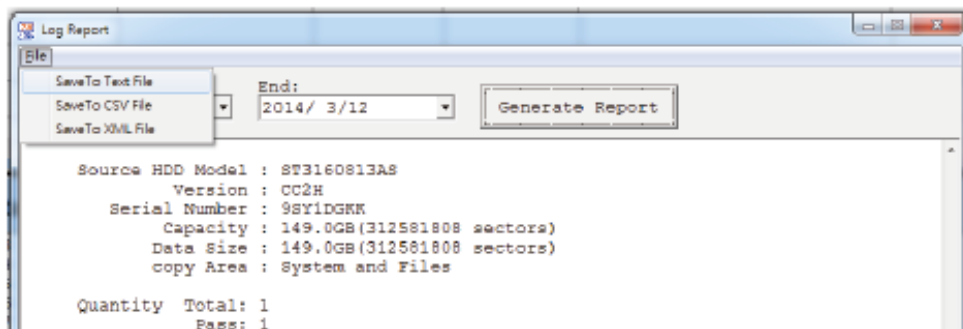 Log Report
File
SaveTo Text File
SaveTo CSV File
SaveTo XML File
End:
2014/ 3/12
Generate Report
Source HDD Model : ST3160813AS
Version : CC2H
Serial Number : 9SY1DGKK
Capacity : 149.0GB(312581808 sectors)
Data Size : 149.0GB(312581808 sectors)
copy Area : System and Files
Quantity Total: 1
Pass: 1